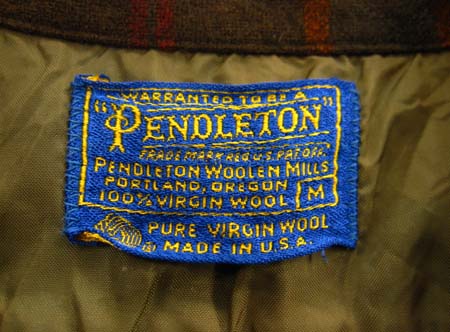 WARRANTED TO BE A
"PENDLETON"
TRADE MARK REG. U.S. PAT. OFF.
PENDLETON WOOLEN MILLS
PORTLAND, OREGON
100% VIRGIN WOOL M
PURE VIRGIN WOOL
MADE IN U.S.A.